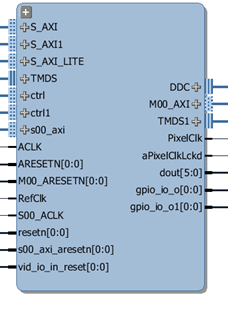 S_AXI
S_AXI1
S_AXI_LITE
TMDS
ctrl
ctrl1
s00_axi
ACLK
ARESETN[0:0]
M00_ARESETN[0:0]
RefClk
S00_ACLK
resetn[0:0]
s00_axi_aresetn[0:0]
vid_io_in_reset[0:0]
DDC
M00_AXI
TMDS1
PixelClk
aPixelClkLckd
dout[5:0]
gpio_io_o[0:0]
gpio_io_o1[0:0]